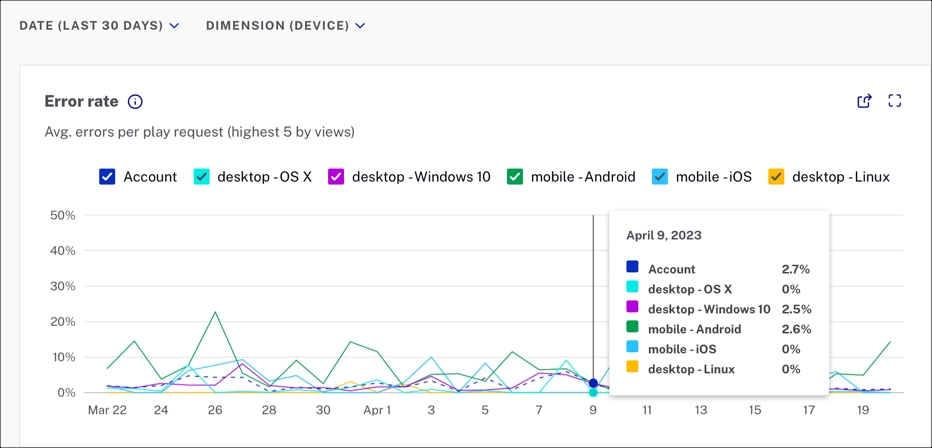 DATE (LAST 30 DAYS) DIMENSION (DEVICE)
Error rate
Avg. errors per play request (highest 5 by views)
Account desktop - OS X desktop - Windows 10 mobile - Android mobile - iOS desktop - Linux
50%
40%
30%
20%
10%
0%
April 9, 2023
Account 2.7%
desktop - OS X 0%
desktop - Windows 10 2.5%
mobile - Android 2.6%
mobile - iOS 0%
desktop - Linux 0%
Mar 22 24 26 28 30 Apr 1 3 5 7 9 11 13 15 17 19